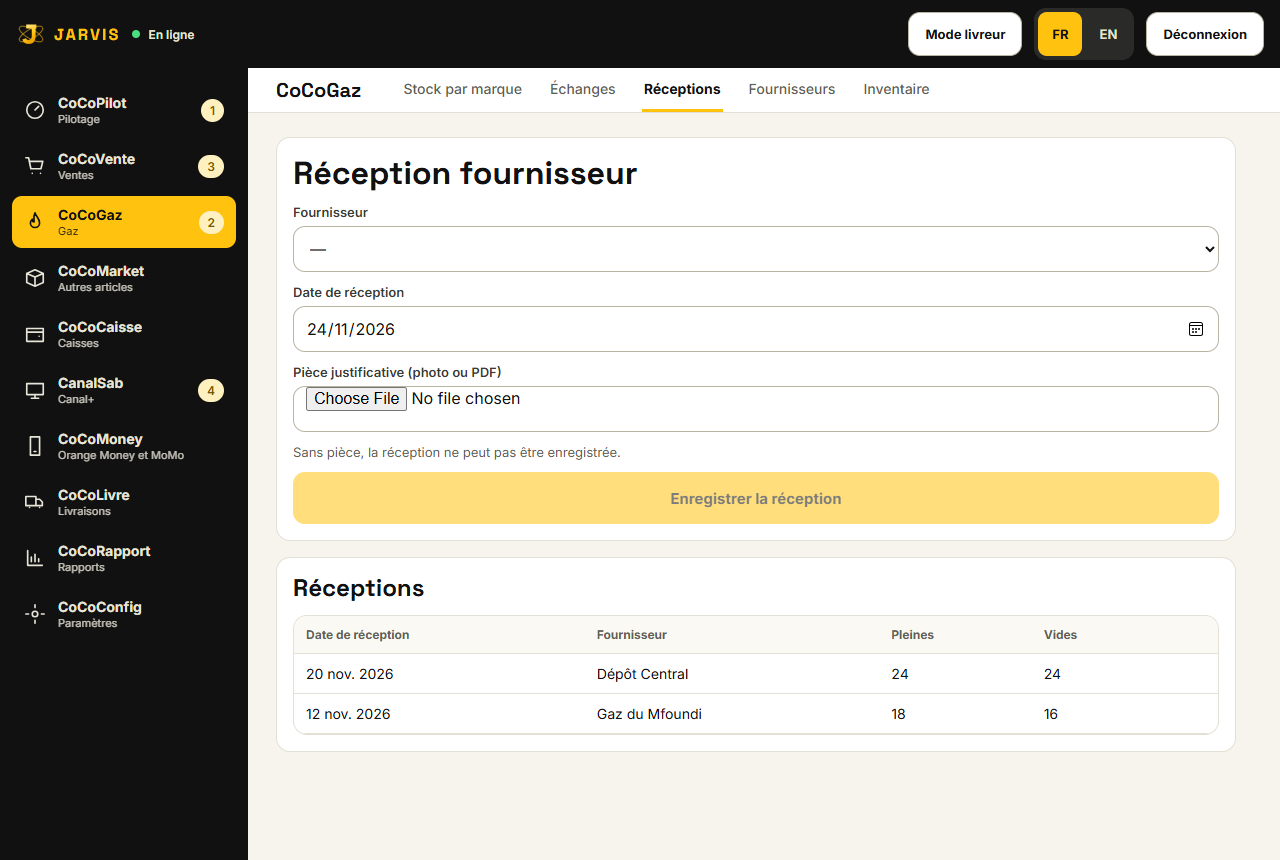 JARVIS
En ligne
Mode livreur
FR
EN
Déconnexion
CoCoPilot
Pilotage
1
CoCoVente
Ventes
3
CoCoGaz
Gaz
2
CoCoMarket
Autres articles
CoCoCaisse
Caisses
CanalSab
Canal+
4
CoCoMoney
Orange Money et MoMo
CoCoLivre
Livraisons
CoCoRapport
Rapports
CoCoConfig
Paramètres
CoCoGaz
Stock par marque
Échanges
Réceptions
Fournisseurs
Inventaire
Réception fournisseur
Fournisseur
—
Date de réception
24/11/2026
Pièce justificative (photo ou PDF)
Choose File No file chosen
Sans pièce, la réception ne peut pas être enregistrée.
Enregistrer la réception
Réceptions
Date de réception Fournisseur Pleines Vides
20 nov. 2026 Dépôt Central 24 24
12 nov. 2026 Gaz du Mfoundi 18 16